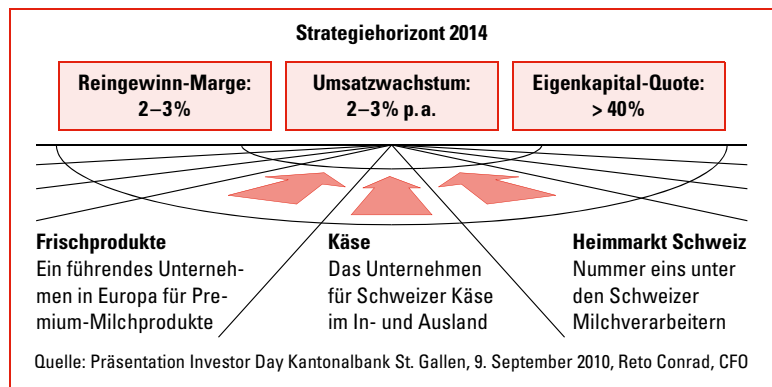 Strategiehorizont 2014
Reingewinn-Marge:
2–3%
Umsatzwachstum:
2–3% p.a.
Eigenkapital-Quote:
> 40%
Frischprodukte
Ein führendes Unterneh-
men in Europa für Pre-
mium-Milchprodukte
Käse
Das Unternehmen
für Schweizer Käse
im In- und Ausland
Heimmarkt Schweiz
Nummer eins unter
den Schweizer
Milchverarbeitern
Quelle: Präsentation Investor Day Kantonalbank St. Gallen, 9. September 2010, Reto Conrad, CFO